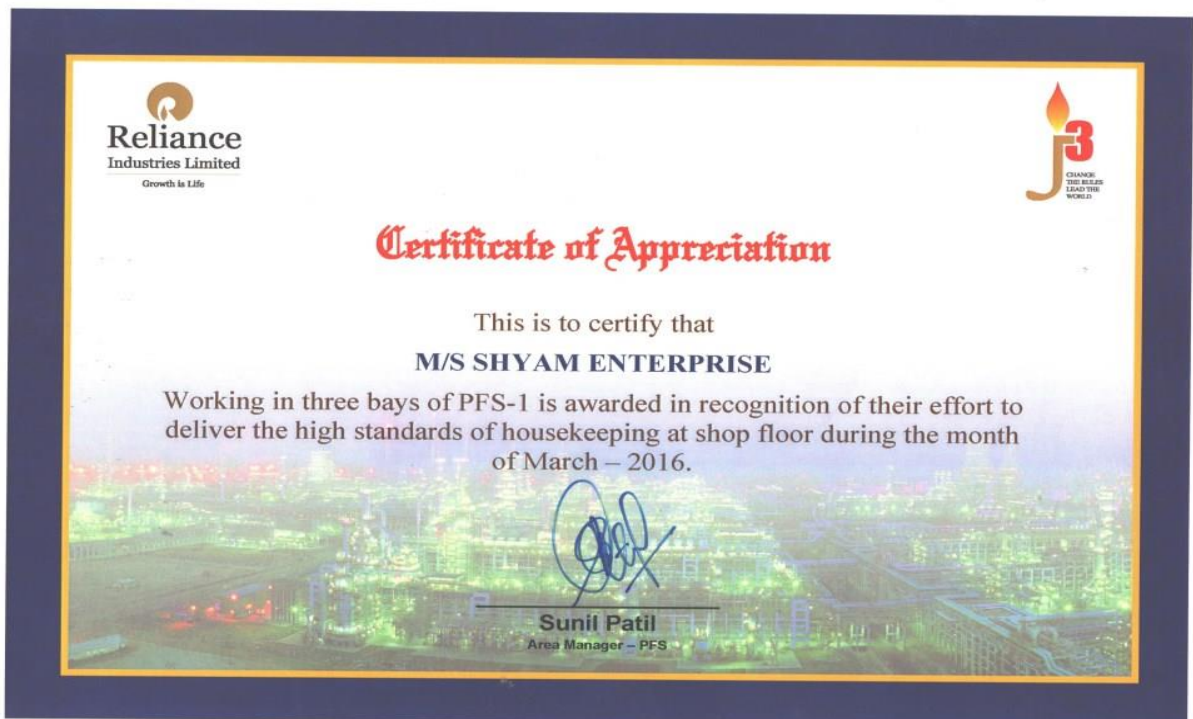 Reliance
Industries Limited
Growth is Life
J3
CHANGE
THE RULES
LEAD THE
WORLD
Certificate of Appreciation
This is to certify that
M/S SHYAM ENTERPRISE
Working in three bays of PFS-1 is awarded in recognition of their effort to
deliver the high standards of housekeeping at shop floor during the month
of March – 2016.
Sunil Patil
Area Manager – PFS